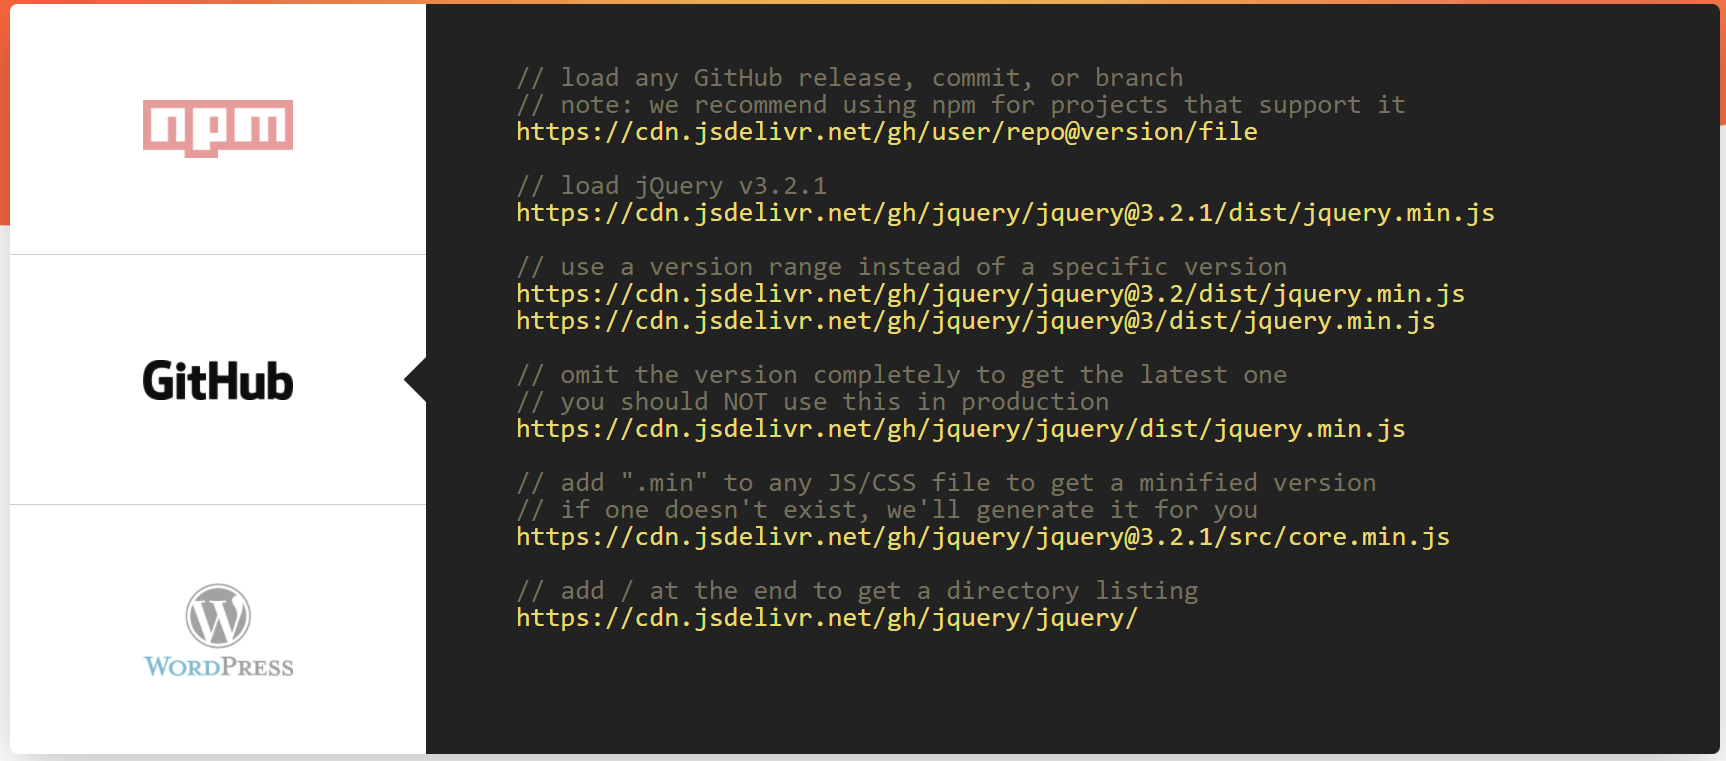 npm
GitHub
WORDPRESS
// load any GitHub release, commit, or branch
// note: we recommend using npm for projects that support it
https://cdn.jsdelivr.net/gh/user/repo@version/file
// load jQuery v3.2.1
https://cdn.jsdelivr.net/gh/jquery/jquery@3.2.1/dist/jquery.min.js
// use a version range instead of a specific version
https://cdn.jsdelivr.net/gh/jquery/jquery@3.2/dist/jquery.min.js
https://cdn.jsdelivr.net/gh/jquery/jquery@3/dist/jquery.min.js
// omit the version completely to get the latest one
// you should NOT use this in production
https://cdn.jsdelivr.net/gh/jquery/jquery/dist/jquery.min.js
// add ".min" to any JS/CSS file to get a minified version
// if one doesn't exist, we'll generate it for you
https://cdn.jsdelivr.net/gh/jquery/jquery@3.2.1/src/core.min.js
// add / at the end to get a directory listing
https://cdn.jsdelivr.net/gh/jquery/jquery/